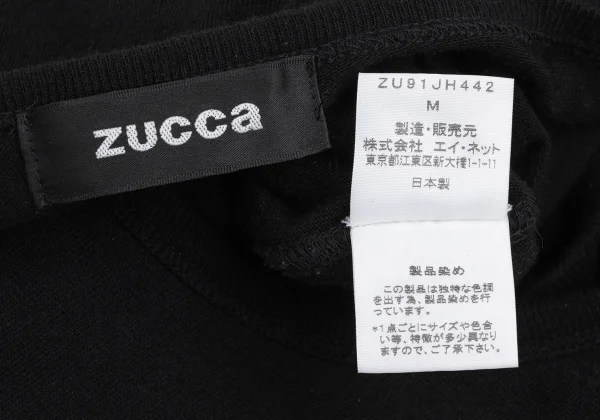 zucca
ZU91JH442
M
製造・販売元
株式会社 エイ・ネット
東京都江東区新大橋1-1-11
日本製
製品染め
この製品は独特な色調
を出す為、製品染めを行
っています。
*1点ごとにサイズや色合
い等、特徴が多少異なり
ますので、ご了承下さい。